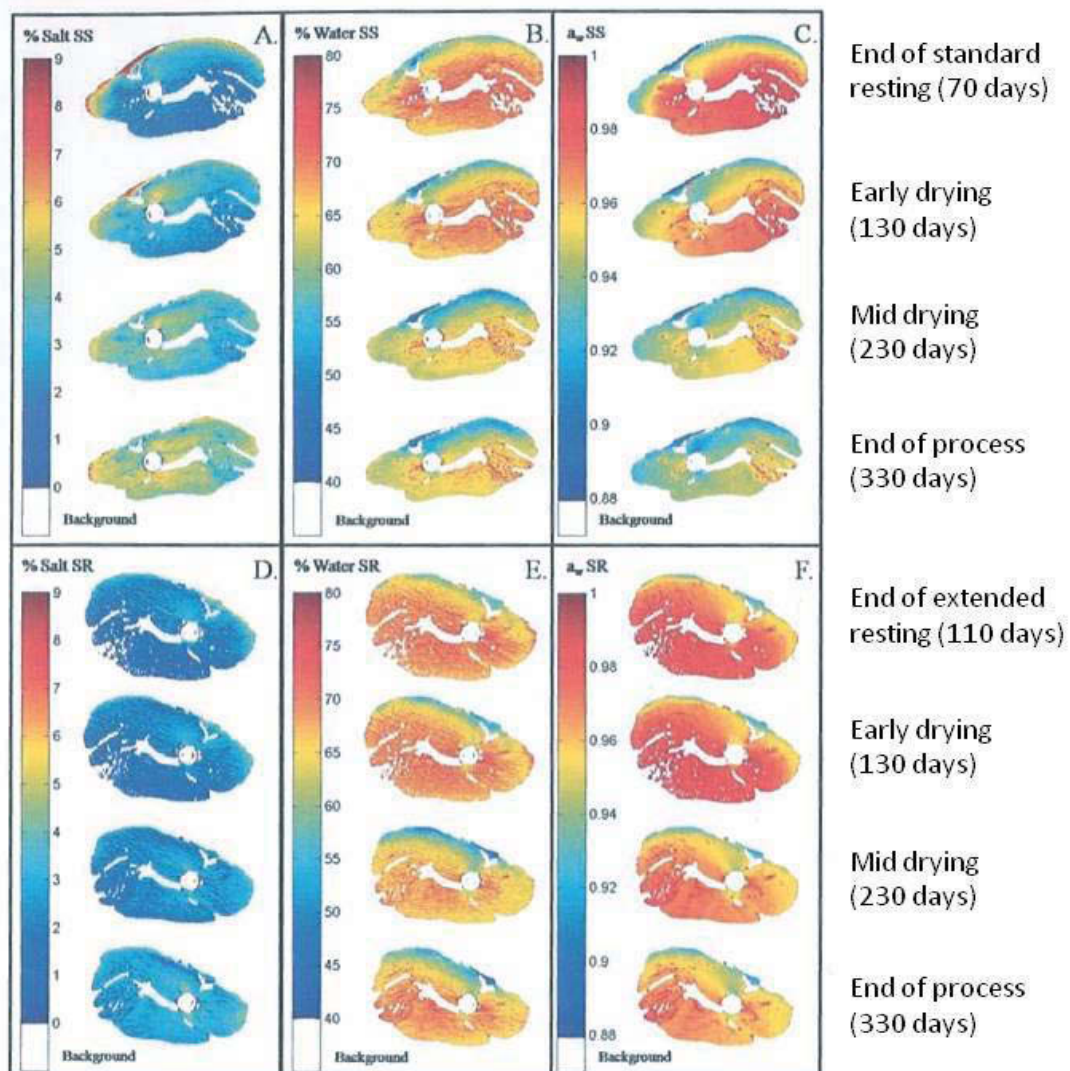 % Salt SS
A.
9
8
7
6
5
4
3
2
1
0
Background
% Water SS
B.
80
75
70
65
60
55
50
45
40
Background
aw SS
C.
1
0.98
0.96
0.94
0.92
0.9
0.88
Background
End of standard
resting (70 days)
Early drying
(130 days)
Mid drying
(230 days)
End of process
(330 days)
% Salt SR
D.
9
8
7
6
5
4
3
2
1
0
Background
% Water SR
E.
80
75
70
65
60
55
50
45
40
Background
aw SR
F.
1
0.98
0.96
0.94
0.92
0.9
0.88
Background
End of extended
resting (110 days)
Early drying
(130 days)
Mid drying
(230 days)
End of process
(330 days)